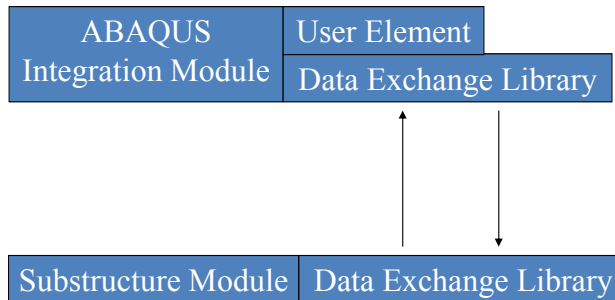 ABAQUS
Integration Module
User Element
Data Exchange Library
Substructure Module
Data Exchange Library